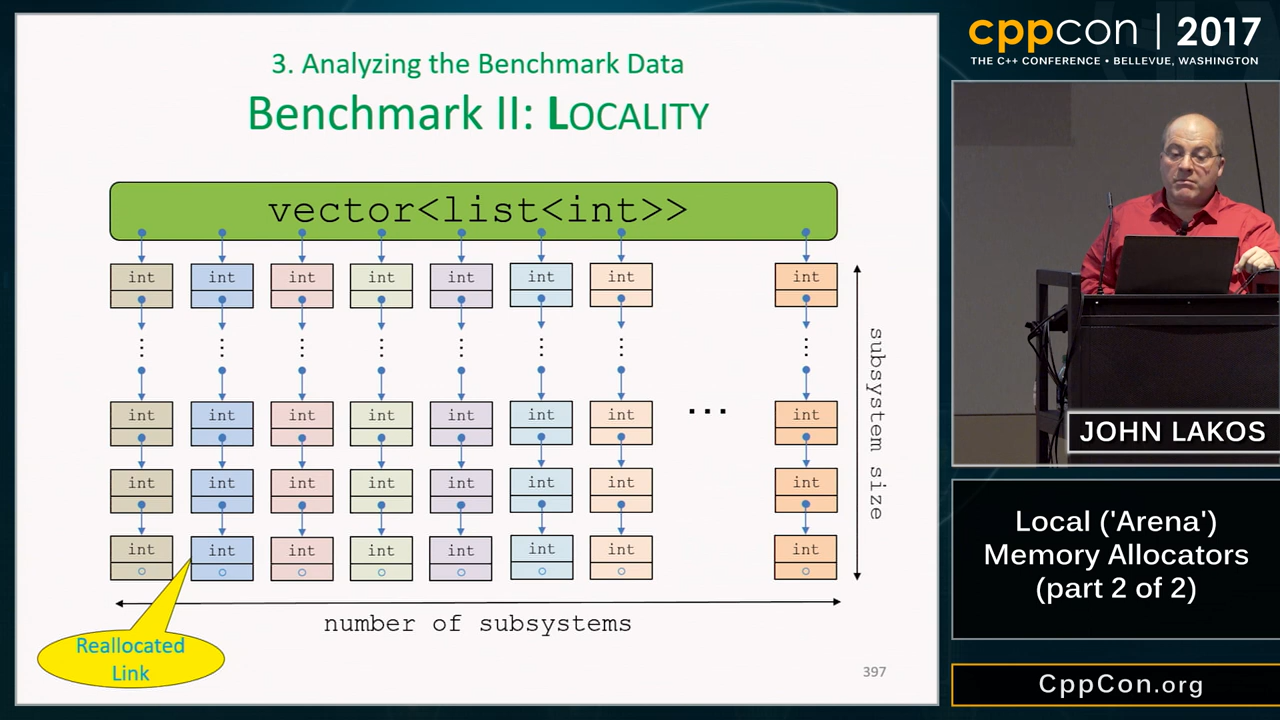 3. Analyzing the Benchmark Data
Benchmark II: LOCALITY
vector<list<int>>
int int int int int int int int
int int int int int int int ... int
int int int int int int int int
int int int int int int int int
subsystem size
number of subsystems
Reallocated
Link
397
cppcon | 2017
THE C++ CONFERENCE • BELLEVUE, WASHINGTON
JOHN LAKOS
Local ('Arena')
Memory Allocators
(part 2 of 2)
CppCon.org